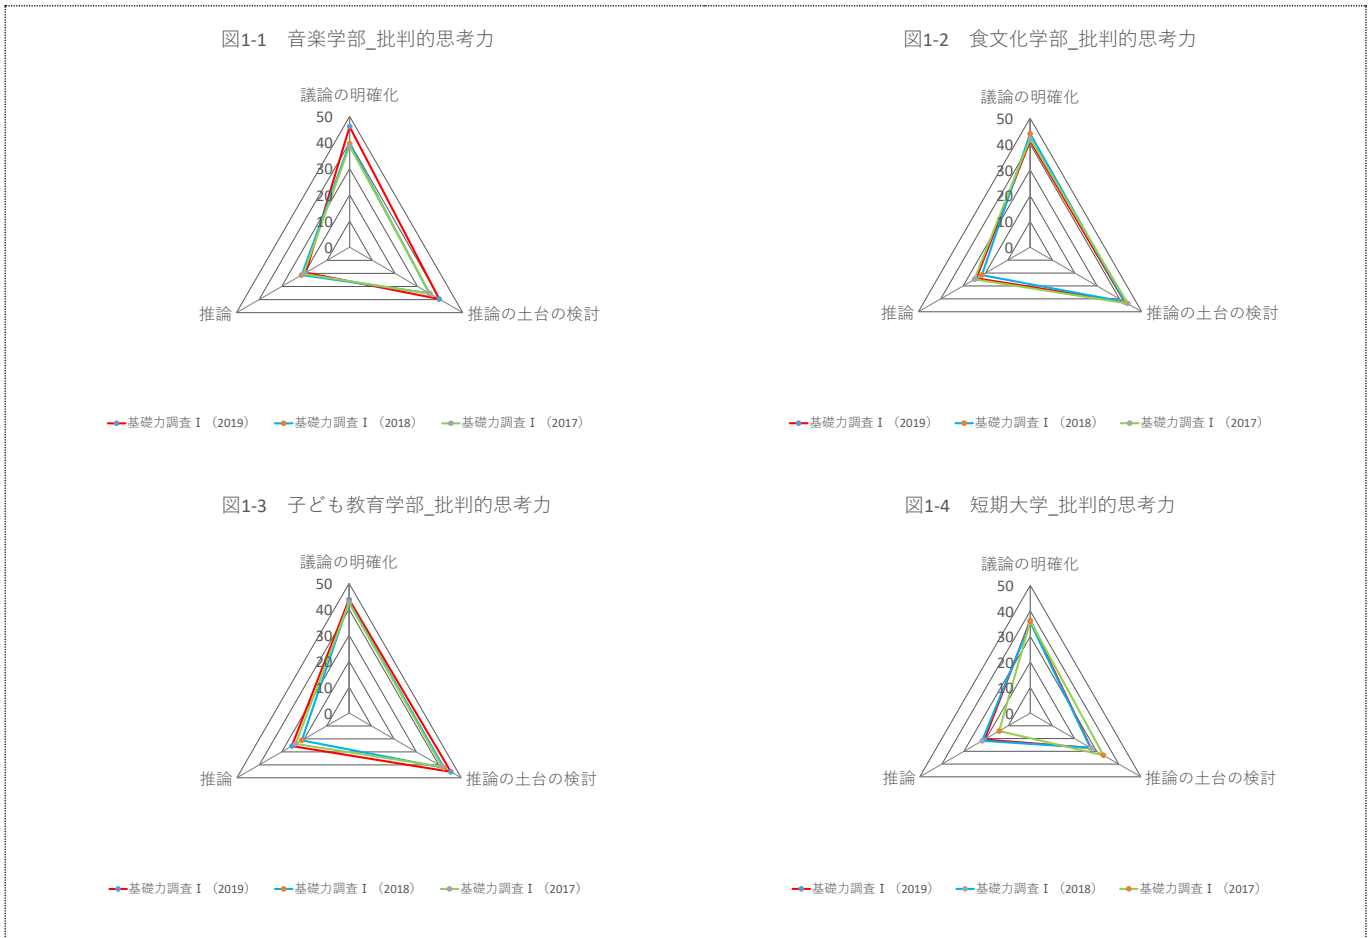 図1-1　音楽学部_批判的思考力
議論の明確化
50
40
30
20
10
0
推論
推論の土台の検討
基礎力調査Ⅰ（2019）　基礎力調査Ⅰ（2018）　基礎力調査Ⅰ（2017）
図1-2　食文化学部_批判的思考力
議論の明確化
50
40
30
20
10
0
推論
推論の土台の検討
基礎力調査Ⅰ（2019）　基礎力調査Ⅰ（2018）　基礎力調査Ⅰ（2017）
図1-3　子ども教育学部_批判的思考力
議論の明確化
50
40
30
20
10
0
推論
推論の土台の検討
基礎力調査Ⅰ（2019）　基礎力調査Ⅰ（2018）　基礎力調査Ⅰ（2017）
図1-4　短期大学_批判的思考力
議論の明確化
50
40
30
20
10
0
推論
推論の土台の検討
基礎力調査Ⅰ（2019）　基礎力調査Ⅰ（2018）　基礎力調査Ⅰ（2017）